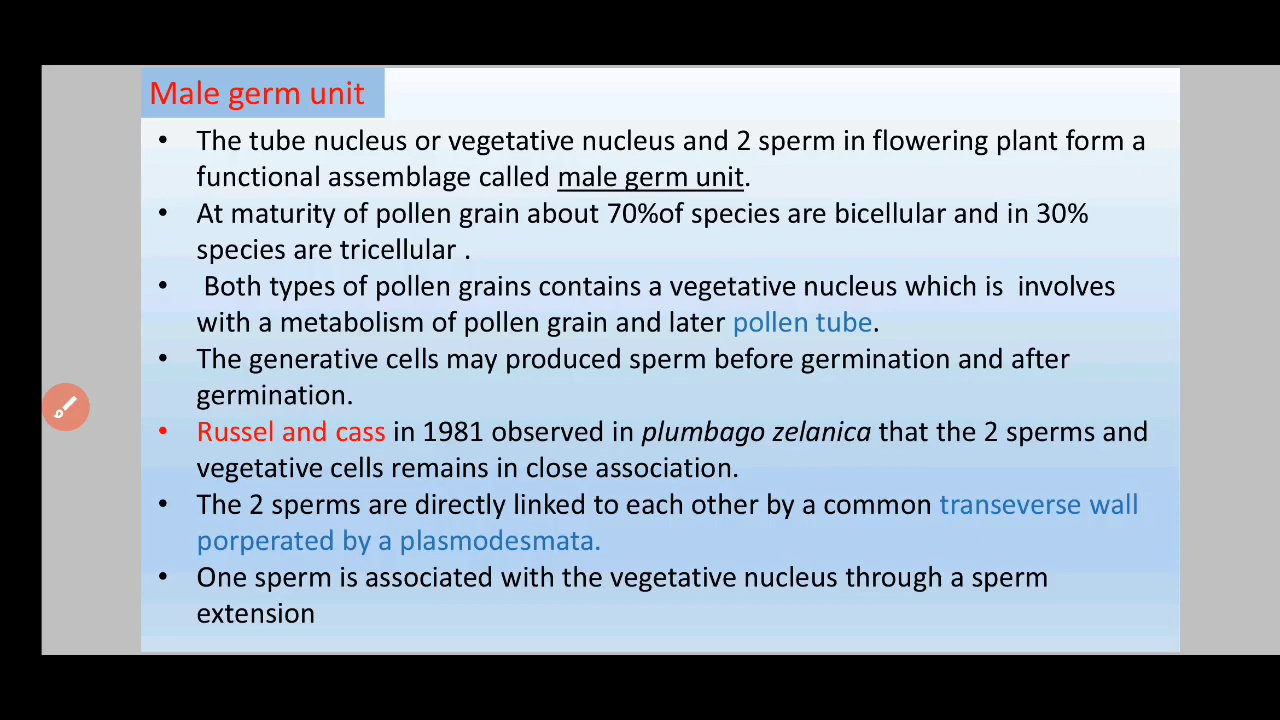 Male germ unit
• The tube nucleus or vegetative nucleus and 2 sperm in flowering plant form a
functional assemblage called male germ unit.
• At maturity of pollen grain about 70%of species are bicellular and in 30%
species are tricellular .
• Both types of pollen grains contains a vegetative nucleus which is involves
with a metabolism of pollen grain and later pollen tube.
• The generative cells may produced sperm before germination and after
germination.
• Russel and cass in 1981 observed in plumbago zelanica that the 2 sperms and
vegetative cells remains in close association.
• The 2 sperms are directly linked to each other by a common transeverse wall
porperated by a plasmodesmata.
• One sperm is associated with the vegetative nucleus through a sperm
extension